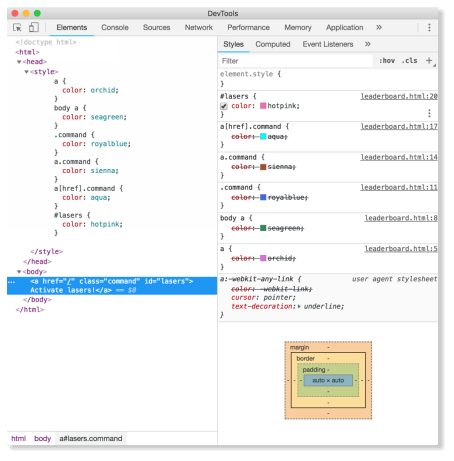 DevTools
Elements Console Sources Network Performance Memory Application »
<!doctype html>
<html>
▼<head>
▼<style>
a {
color: orchid;
}
body a {
color: seagreen;
}
.command {
color: royalblue;
}
a.command {
color: sienna;
}
a[href].command {
color: aqua;
}
#lasers {
color: hotpink;
}
</style>
</head>
▼<body>
… <a href="/" class="command" id="lasers">
Activate lasers!</a> == $0
</body>
</html>
html body a#lasers.command
Styles Computed Event Listeners »
Filter :hov .cls +
element.style {
}
#lasers { leaderboard.html:20
color: hotpink;
}
a[href].command { leaderboard.html:17
color: aqua;
}
a.command { leaderboard.html:14
color: sienna;
}
.command { leaderboard.html:11
color: royalblue;
}
body a { leaderboard.html:8
color: seagreen;
}
a { leaderboard.html:5
color: orchid;
}
a:-webkit-any-link { user agent stylesheet
color: -webkit-link;
cursor: pointer;
text-decoration:▸ underline;
}
margin -
border -
padding -
- - - auto × auto - - -
-
-
-